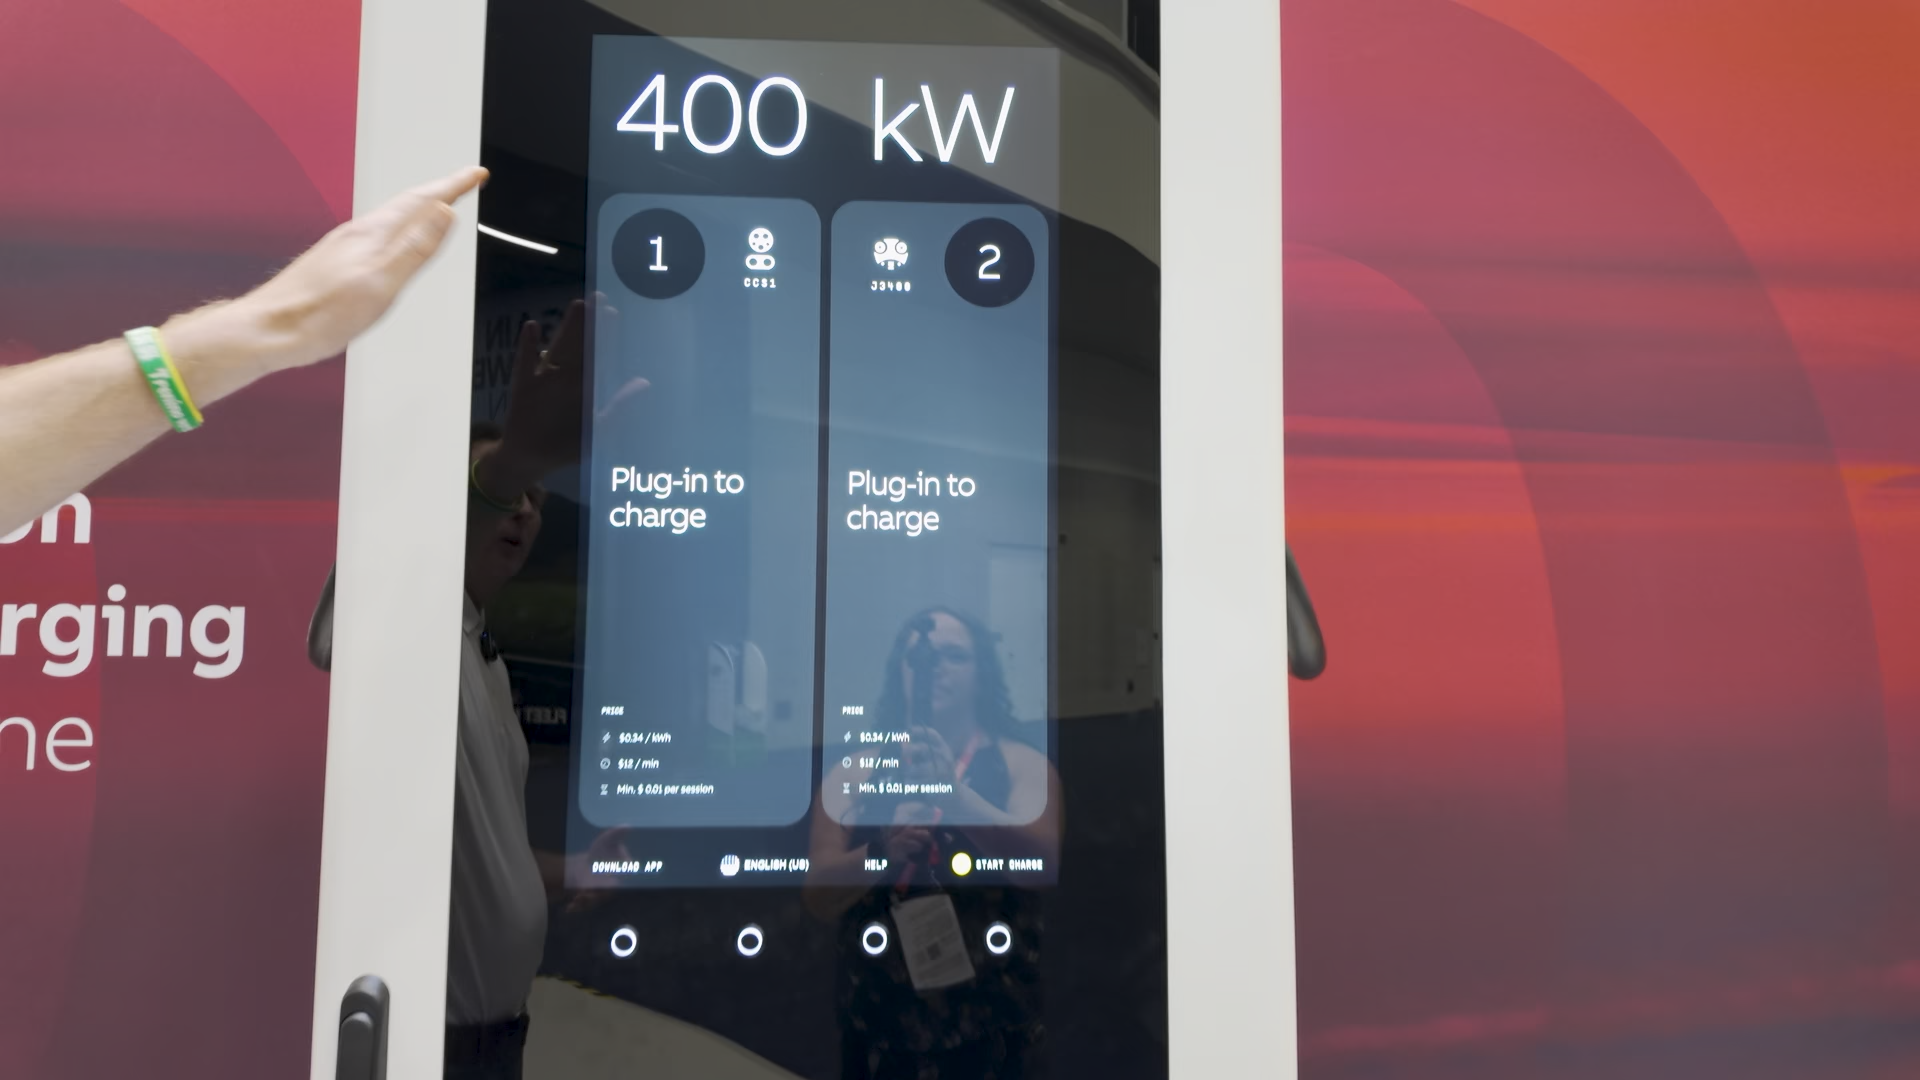 400 kW
1
CCS1
J3400
2
Plug-in to
charge
Plug-in to
charge
PRICE
$0.34 / kWh
$12 / min
Min. $ 0.01 per session
PRICE
$0.34 / kWh
$12 / min
Min. $ 0.01 per session
DOWNLOAD APP
ENGLISH (US)
HELP
START CHARGE
on
rging
ne